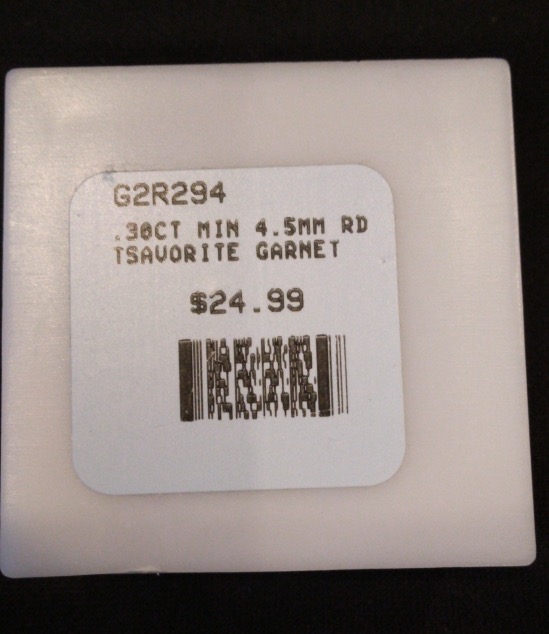 G2R294
.30CT MIN 4.5MM RD
TSAVORITE GARNET
$24.99